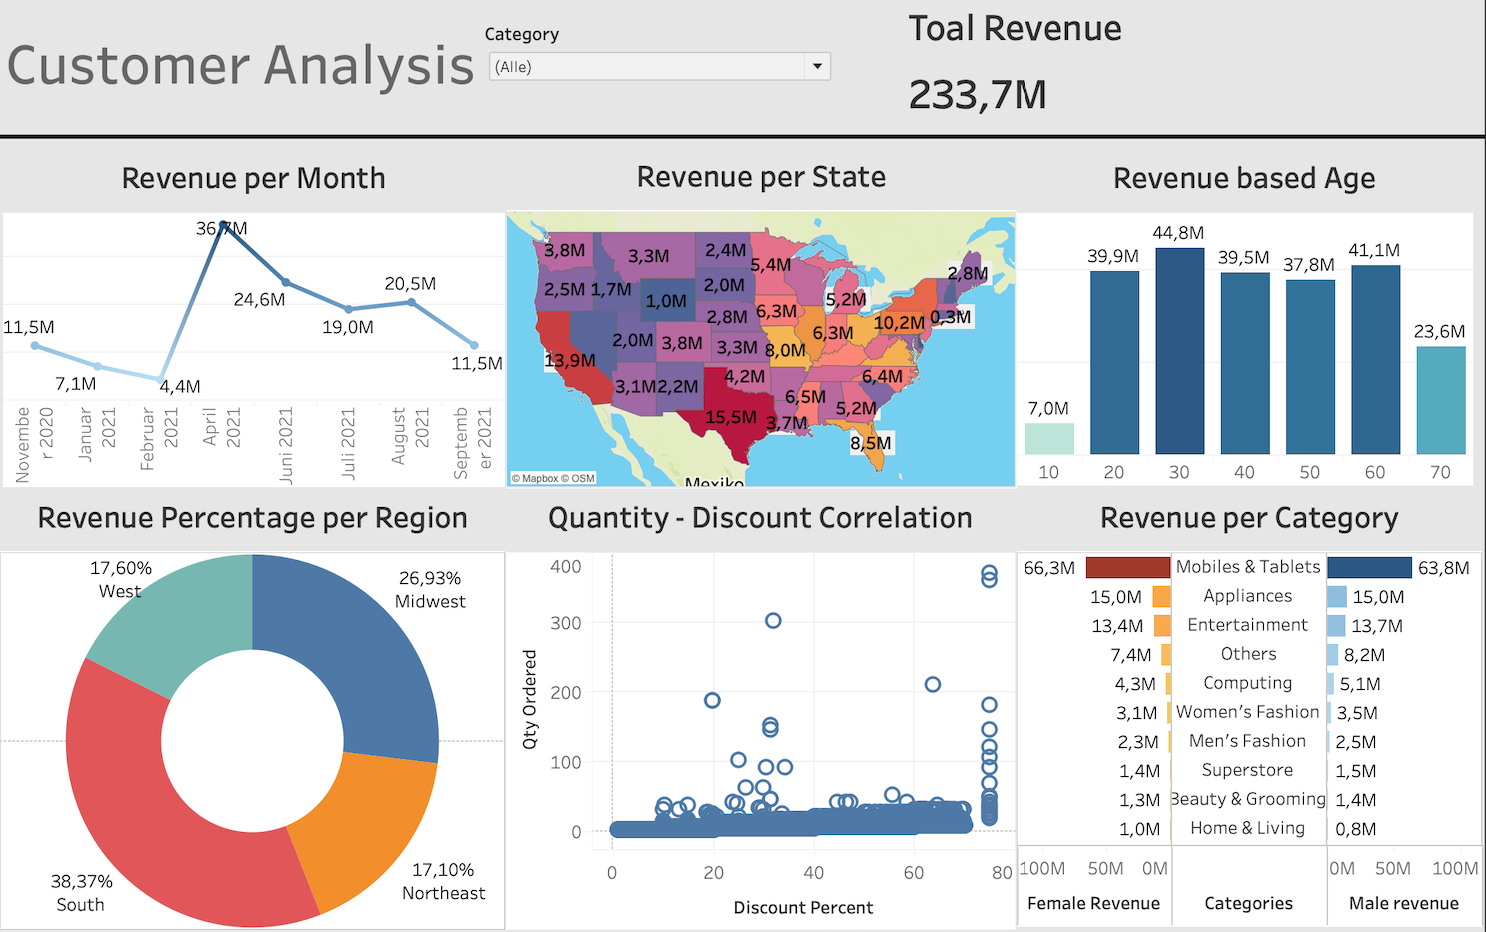 Customer Analysis
Category
(Alle)
Toal Revenue
233,7M
Revenue per Month
36,7M
24,6M
20,5M
19,0M
11,5M
7,1M
4,4M
11,5M
Novembe
r 2020
Januar
2021
Februar
2021
April
2021
Juni 2021
Juli 2021
August
2021
Septemb
er 2021
Revenue per State
3,8M
3,3M
2,4M
5,4M
2,8M
2,5M
1,7M
1,0M
2,0M
5,2M
6,3M
2,8M
10,2M
0,3M
6,3M
2,0M
3,8M
3,3M
8,0M
13,9M
3,1M
2,2M
4,2M
6,4M
6,5M
5,2M
15,5M
3,7M
8,5M
© Mapbox © OSM
Mexiko
Revenue based Age
7,0M
39,9M
44,8M
39,5M
37,8M
41,1M
23,6M
10
20
30
40
50
60
70
Revenue Percentage per Region
17,60%
West
26,93%
Midwest
38,37%
South
17,10%
Northeast
Quantity - Discount Correlation
Qty Ordered
400
300
200
100
0
0
20
40
60
80
Discount Percent
Revenue per Category
66,3M Mobiles & Tablets 63,8M
15,0M Appliances 15,0M
13,4M Entertainment 13,7M
7,4M Others 8,2M
4,3M Computing 5,1M
3,1M Women's Fashion 3,5M
2,3M Men's Fashion 2,5M
1,4M Superstore 1,5M
1,3M Beauty & Grooming 1,4M
1,0M Home & Living 0,8M
100M 50M 0M 0M 50M 100M
Female Revenue Categories Male revenue